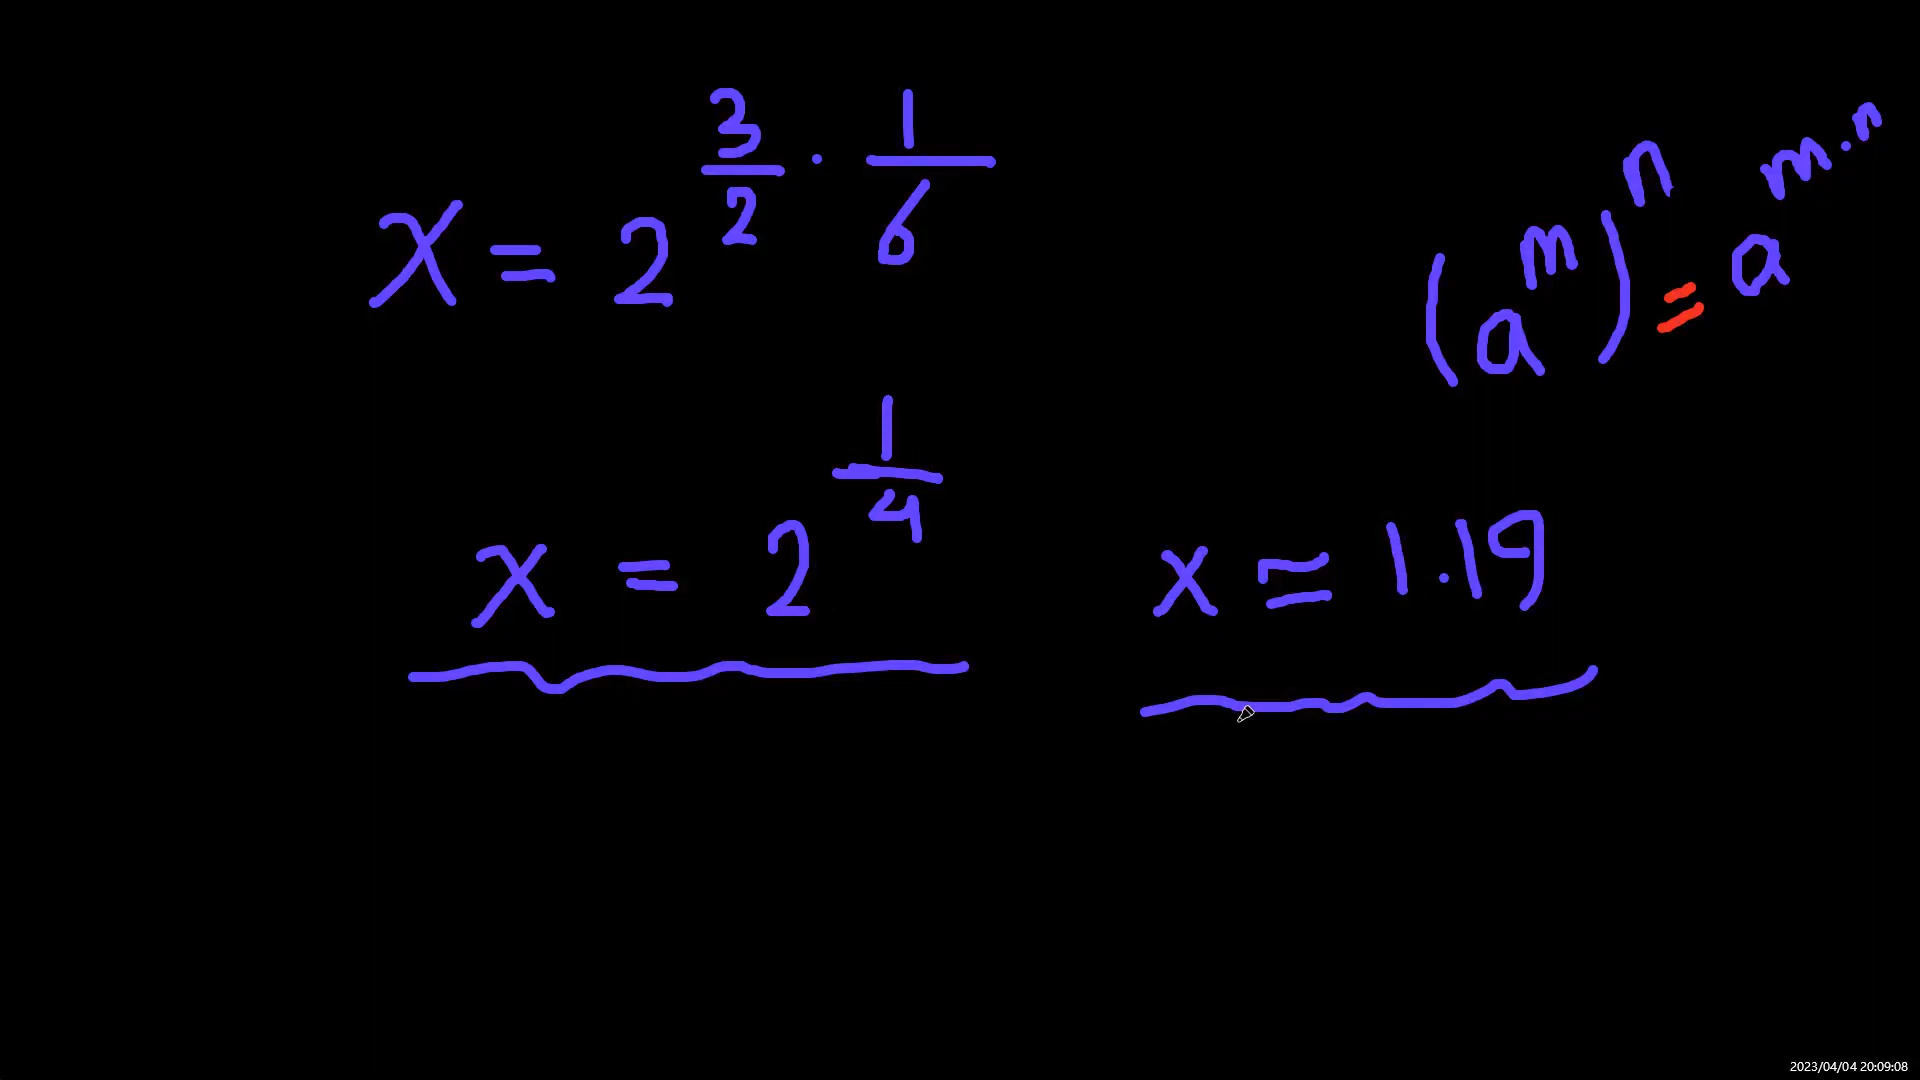 x = 2^(3/2 · 1/6)
(a^m)^n = a^(m·n)
x = 2^(1/4)
x = 1.19
2023/04/04 20:09:08